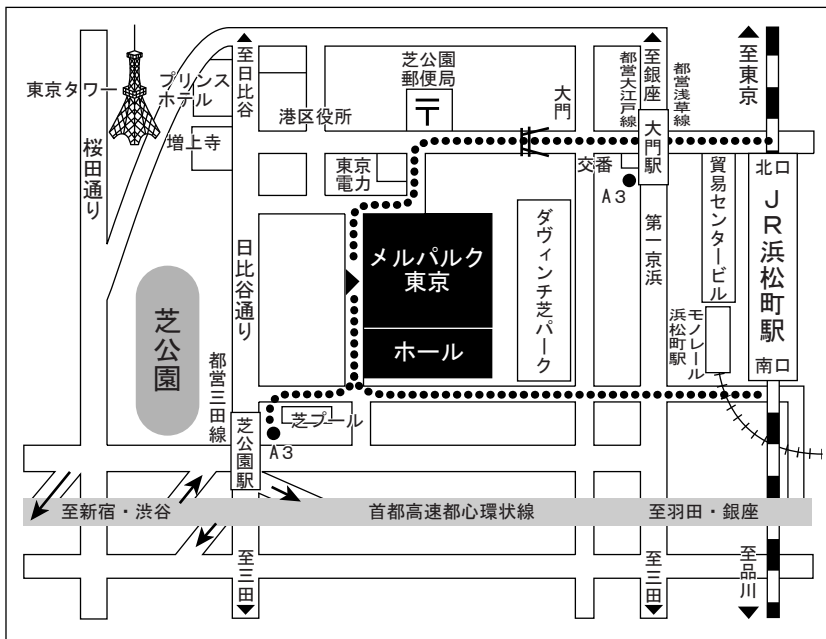 東京タワー
プリンス
ホテル
増上寺
桜田通り
至日比谷
港区役所
芝公園
郵便局
〒
大門
都営大江戸線
至銀座
都営浅草線
大門駅
至東京
東京
電力
交番
A3
北口
JR浜松町駅
南口
貿易センタービル
モノレール
浜松町駅
第一京浜
ダヴィンチ芝パーク
メルパルク
東京
ホール
日比谷通り
芝公園
都営三田線
芝公園駅
芝プール
A3
至新宿・渋谷
首都高速都心環状線
至羽田・銀座
至三田
至三田
至品川